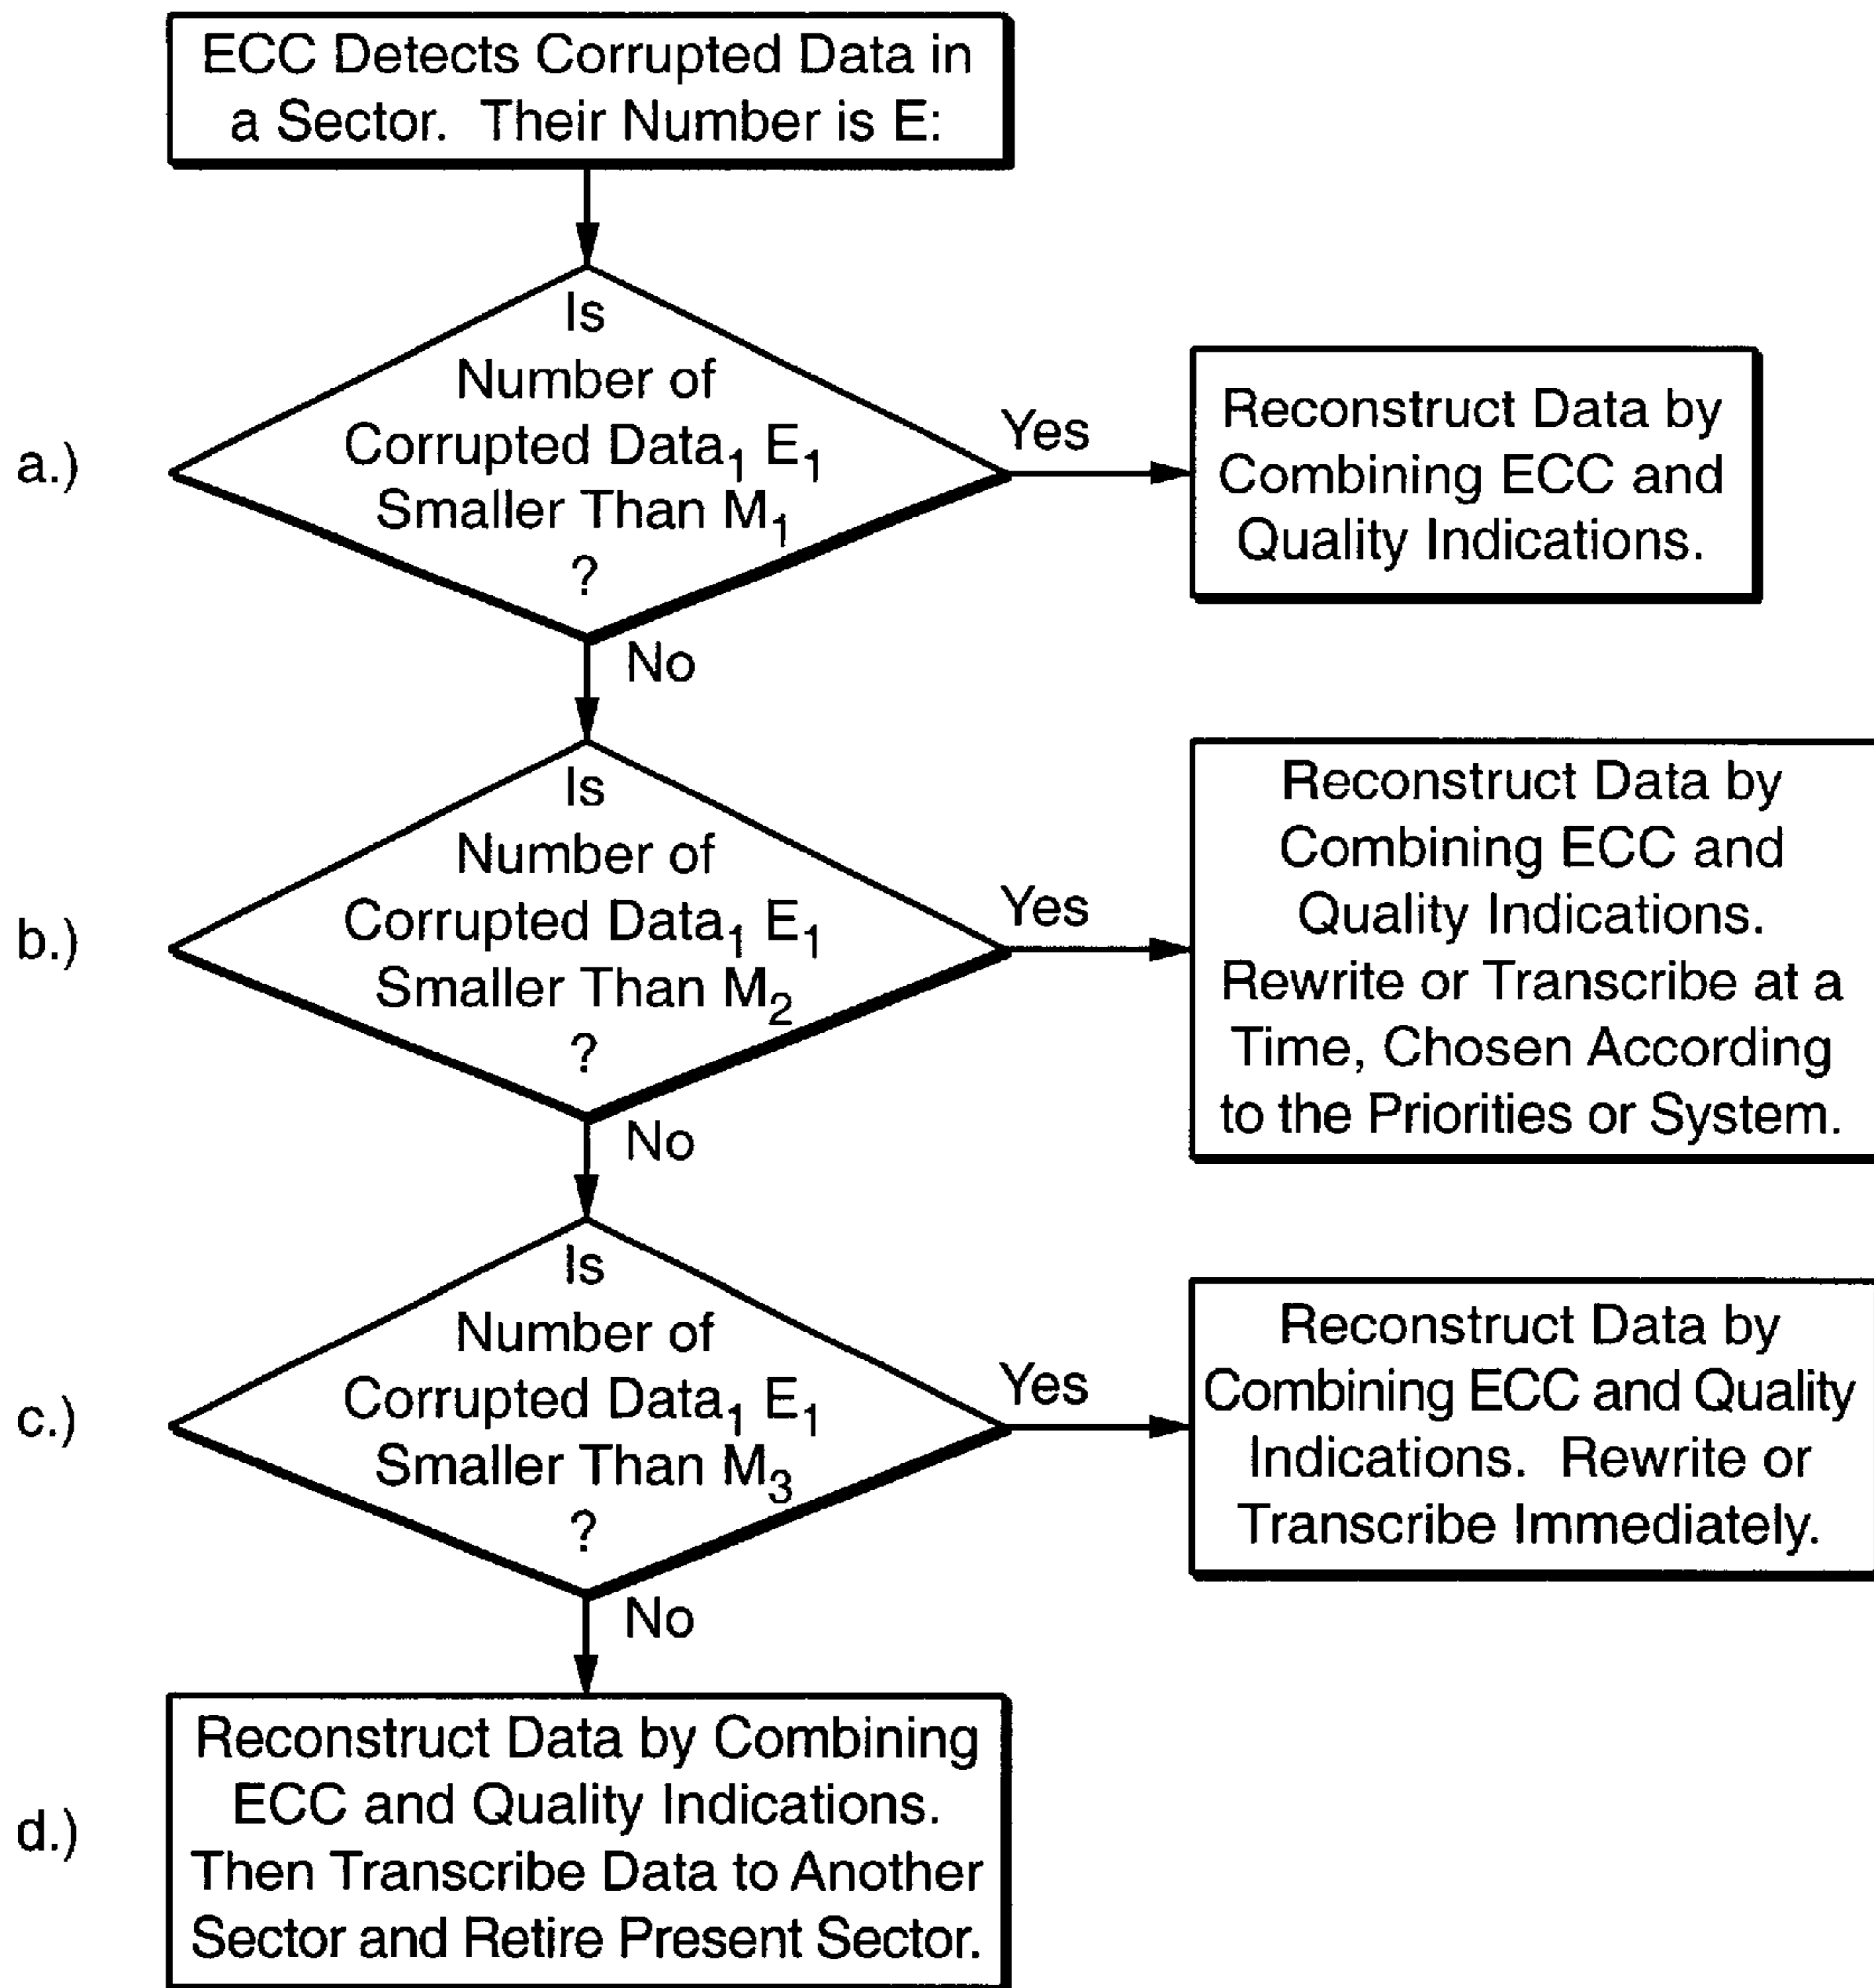 ECC Detects Corrupted Data in
a Sector. Their Number is E:
a.)
Is
Number of
Corrupted Data₁ E₁
Smaller Than M₁
?
Yes
Reconstruct Data by
Combining ECC and
Quality Indications.
No
b.)
Is
Number of
Corrupted Data₁ E₁
Smaller Than M₂
?
Yes
Reconstruct Data by
Combining ECC and
Quality Indications.
Rewrite or Transcribe at a
Time, Chosen According
to the Priorities or System.
No
c.)
Is
Number of
Corrupted Data₁ E₁
Smaller Than M₃
?
Yes
Reconstruct Data by
Combining ECC and Quality
Indications. Rewrite or
Transcribe Immediately.
No
d.)
Reconstruct Data by Combining
ECC and Quality Indications.
Then Transcribe Data to Another
Sector and Retire Present Sector.